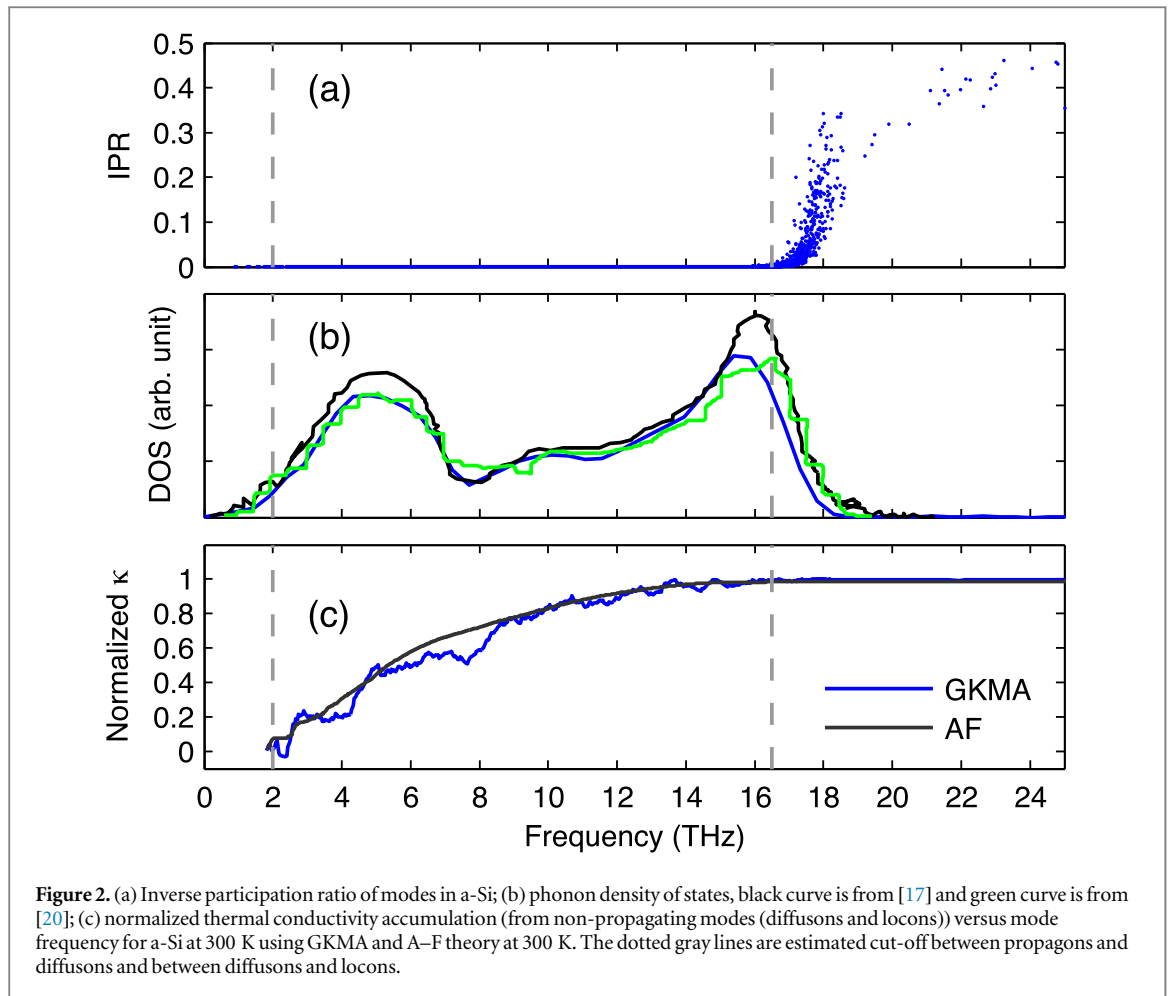 0.5
0.4
0.3
0.2
0.1
0
IPR
(a)
DOS (arb. unit)
(b)
1
0.8
0.6
0.4
0.2
0
Normalized κ
(c)
GKMA
AF
0 2 4 6 8 10 12 14 16 18 20 22 24
Frequency (THz)
Figure 2. (a) Inverse participation ratio of modes in a-Si; (b) phonon density of states, black curve is from [17] and green curve is from
[20]; (c) normalized thermal conductivity accumulation (from non-propagating modes (diffusons and locons)) versus mode
frequency for a-Si at 300 K using GKMA and A–F theory at 300 K. The dotted gray lines are estimated cut-off between propagons and
diffusons and between diffusons and locons.